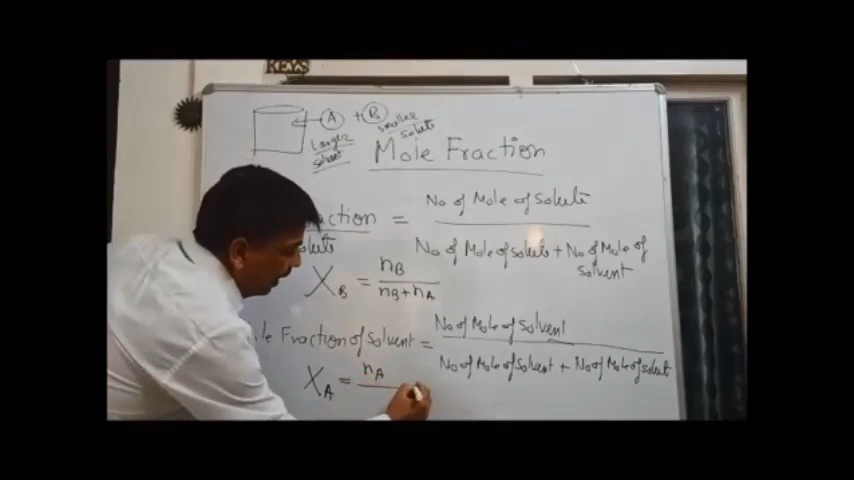 KEYS
A + B
Larger smaller
solvent solute
Mole Fraction
No of Mole of solute
Fraction =
solute No of Mole of solute + No of Mole of
solvent
X_B = n_B / n_B + n_A
No of Mole of solvent
Fraction of solvent =
No of Mole of solvent + No of Mole of solute
X_A = n_A